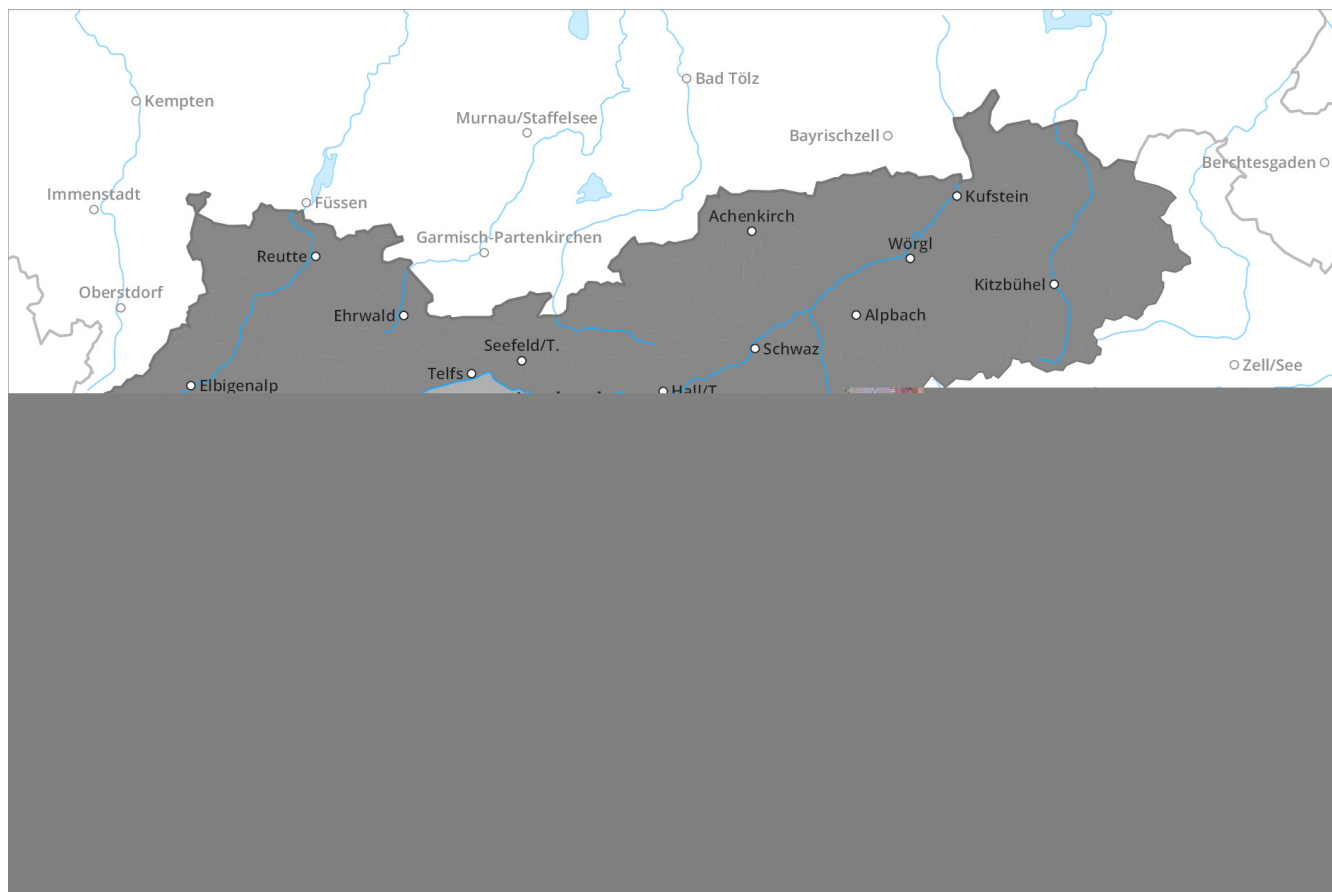 Bad Tölz
Kempten
Murnau/Staffelsee
Bayrischzell
Berchtesgaden
Immenstadt
Füssen
Kufstein
Achenkirch
Garmisch-Partenkirchen
Wörgl
Reutte
Kitzbühel
Oberstdorf
Ehrwald
Alpbach
Seefeld/T.
Schwaz
Zell/See
Telfs
Elbigenalp
Hall/T.